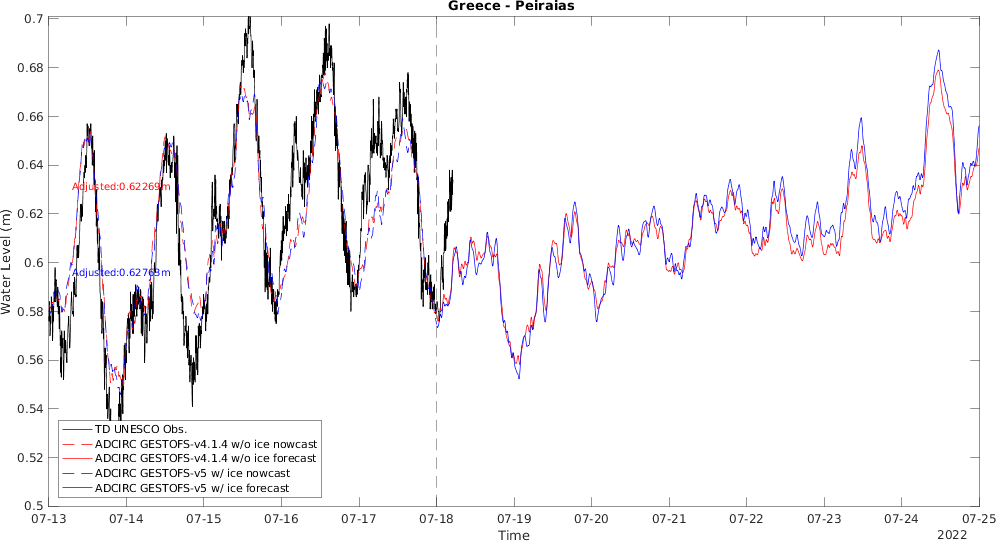 Greece - Peiraias
0.7
0.68
0.66
0.64
0.62
0.6
0.58
0.56
0.54
0.52
0.5
Water Level (m)
Adjusted:0.62269m
Adjusted:0.62763m
TD UNESCO Obs.
ADCIRC GESTOFS-v4.1.4 w/o ice nowcast
ADCIRC GESTOFS-v4.1.4 w/o ice forecast
ADCIRC GESTOFS-v5 w/ ice nowcast
ADCIRC GESTOFS-v5 w/ ice forecast
07-13 07-14 07-15 07-16 07-17 07-18 07-19 07-20 07-21 07-22 07-23 07-24 07-25
Time
2022